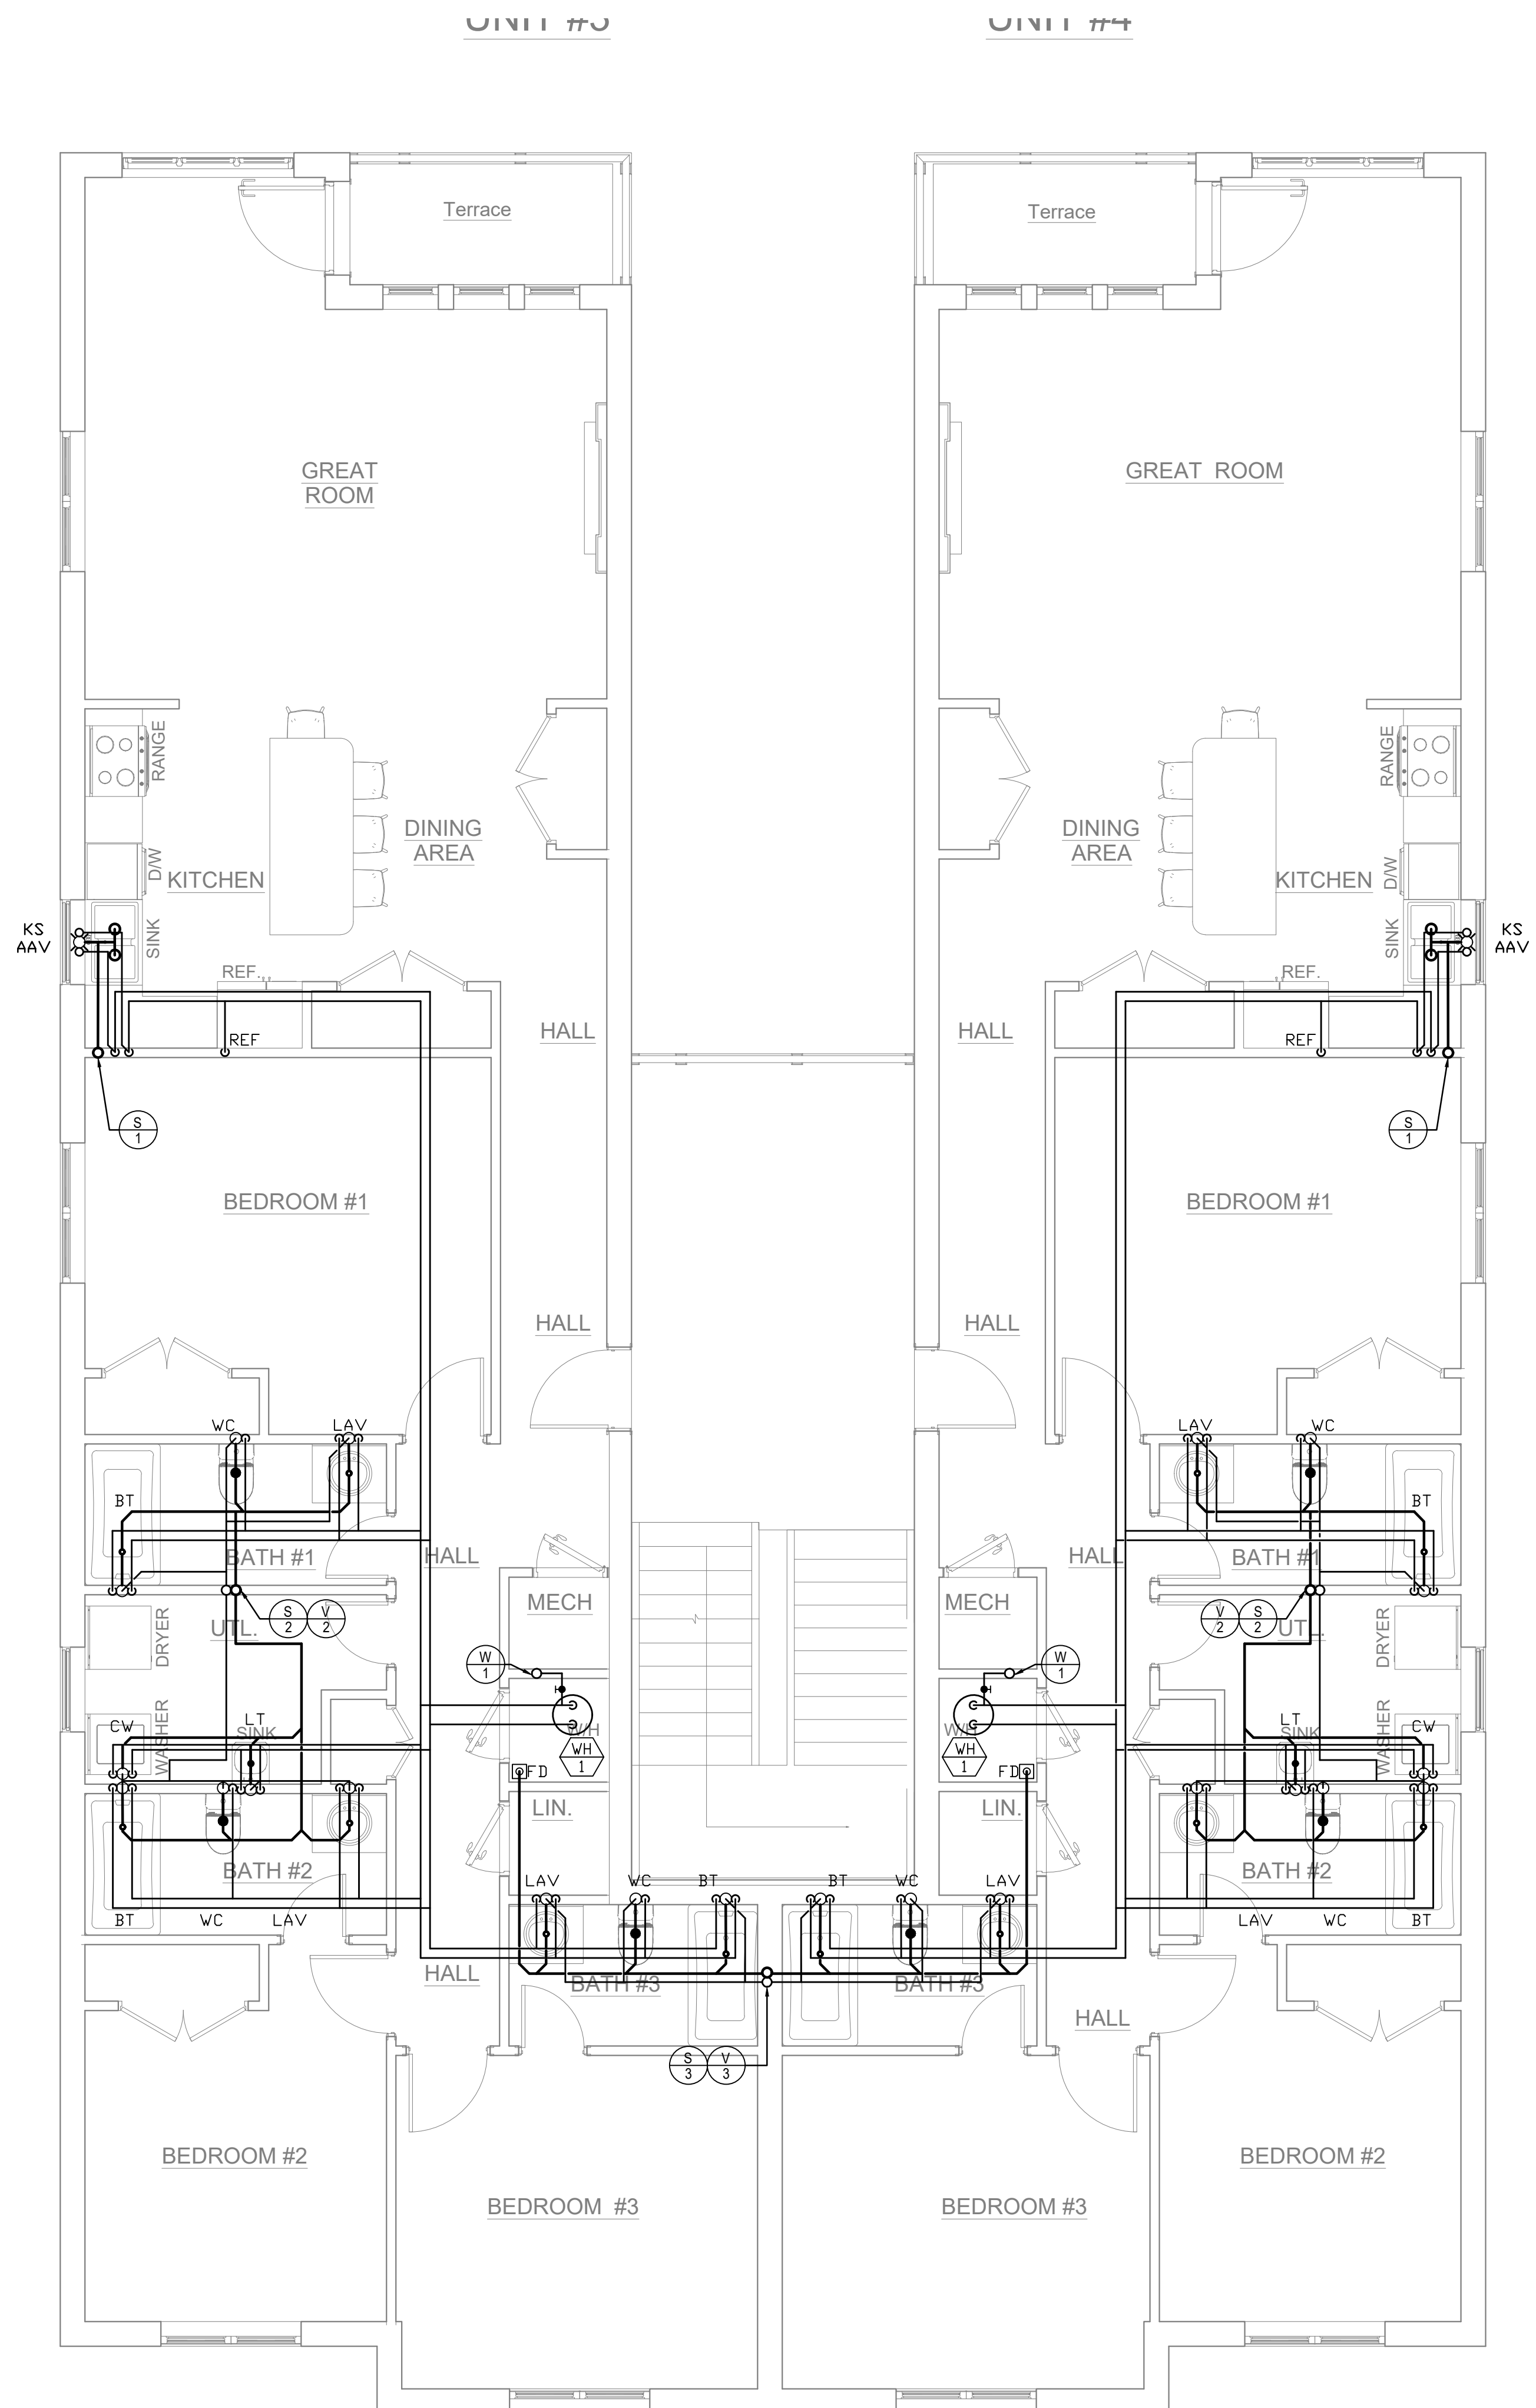 UNIT #3
UNIT #4
Terrace
Terrace
GREAT
ROOM
GREAT ROOM
RANGE
RANGE
DINING
AREA
DINING
AREA
D/W
KITCHEN
KITCHEN
D/W
KS
AAV
SINK
SINK
KS
AAV
REF.
REF.
HALL
HALL
REF
REF
S
1
S
1
BEDROOM #1
BEDROOM #1
HALL
HALL
WC
LAV
LAV
WC
BT
BT
BATH #1
HALL
HALL
BATH #1
MECH
MECH
DRYER
UTL.
S
2
V
2
V
2
S
2
UTL.
DRYER
W
1
W
1
CW
WASHER
LT
SINK
W/H
WH
1
W/H
WH
1
LT
SINK
WASHER
CW
FD
FD
LIN.
LIN.
BATH #2
BATH #2
LAV
WC
BT
BT
WC
LAV
BT
WC
LAV
LAV
WC
BT
HALL
BATH #3
BATH #3
HALL
S
3
V
3
BEDROOM #2
BEDROOM #2
BEDROOM #3
BEDROOM #3